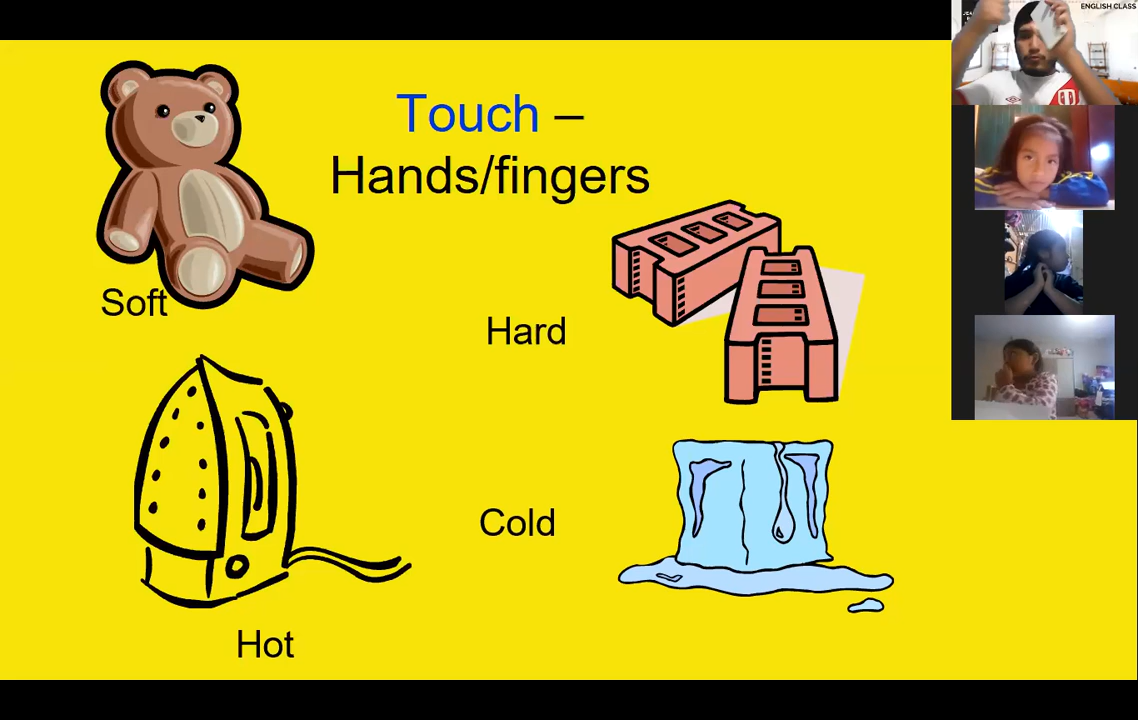 ENGLISH CLASS
Touch –
Hands/fingers
Soft
Hard
Cold
Hot